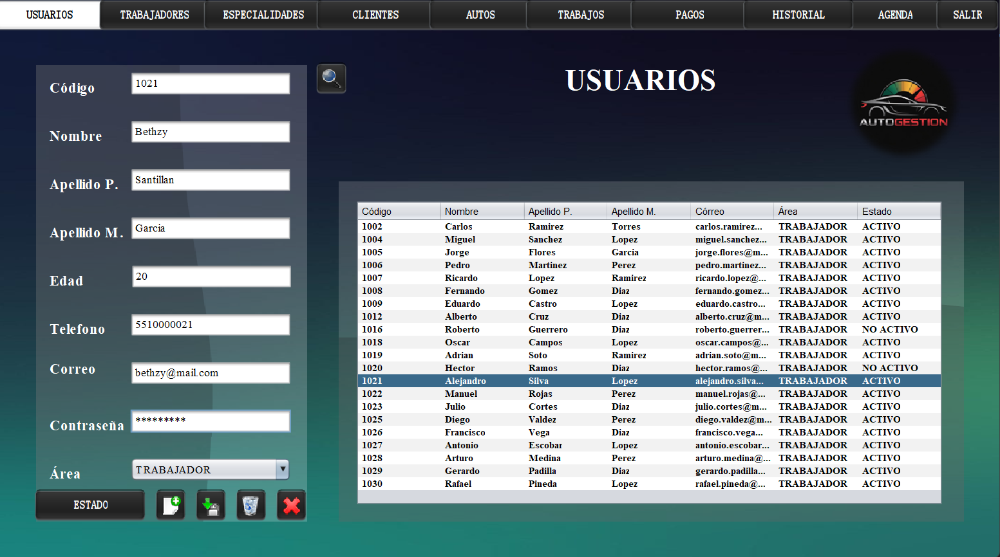 USUARIOS TRABAJADORES ESPECIALIDADES CLIENTES AUTOS TRABAJOS PAGOS HISTORIAL AGENDA SALIR
USUARIOS
AUTOGESTION
Código 1021
Nombre Bethzy
Apellido P. Santillan
Apellido M. Garcia
Edad 20
Telefono 5510000021
Correo bethzy@mail.com
Contraseña *********
Área TRABAJADOR
ESTADO
Código Nombre Apellido P. Apellido M. Córreo Área Estado
1002 Carlos Ramirez Torres carlos.ramirez... TRABAJADOR ACTIVO
1004 Miguel Sanchez Lopez miguel.sanchez... TRABAJADOR ACTIVO
1005 Jorge Flores Garcia jorge.flores@m... TRABAJADOR ACTIVO
1006 Pedro Martinez Perez pedro.martinez... TRABAJADOR ACTIVO
1007 Ricardo Lopez Ramirez ricardo.lopez@... TRABAJADOR ACTIVO
1008 Fernando Gomez Diaz fernando.gomez... TRABAJADOR ACTIVO
1009 Eduardo Castro Lopez eduardo.castro... TRABAJADOR ACTIVO
1012 Alberto Cruz Diaz alberto.cruz@m... TRABAJADOR ACTIVO
1016 Roberto Guerrero Diaz roberto.guerrer... TRABAJADOR NO ACTIVO
1018 Oscar Campos Lopez oscar.campos@... TRABAJADOR ACTIVO
1019 Adrian Soto Ramirez adrian.soto@m... TRABAJADOR ACTIVO
1020 Hector Ramos Diaz hector.ramos@... TRABAJADOR NO ACTIVO
1021 Alejandro Silva Lopez alejandro.silva... TRABAJADOR ACTIVO
1022 Manuel Rojas Perez manuel.rojas@... TRABAJADOR ACTIVO
1023 Julio Cortes Diaz julio.cortes@m... TRABAJADOR ACTIVO
1025 Diego Valdez Perez diego.valdez@m... TRABAJADOR ACTIVO
1026 Francisco Vega Diaz francisco.vega... TRABAJADOR ACTIVO
1027 Antonio Escobar Lopez antonio.escobar... TRABAJADOR ACTIVO
1028 Arturo Medina Perez arturo.medina@... TRABAJADOR ACTIVO
1029 Gerardo Padilla Diaz gerardo.padilla... TRABAJADOR ACTIVO
1030 Rafael Pineda Lopez rafael.pineda@... TRABAJADOR ACTIVO